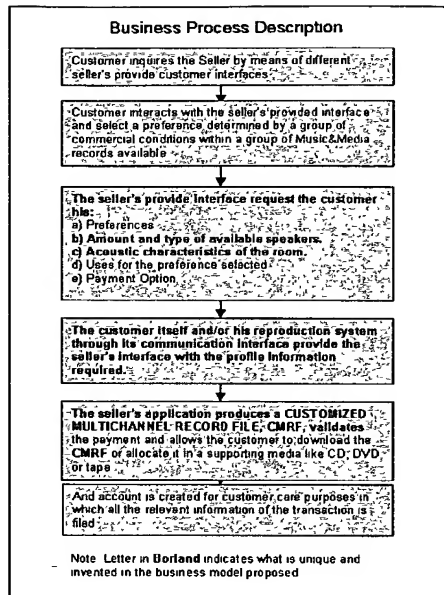 Business Process Description
Customer inquires the Seller by means of different
seller's provide customer interfaces
Customer interacts with the seller's provided interface
and select a preference, determined by a group of
commercial conditions within a group of Music&Media
records available
The seller's provide Interface request the customer
his:
a) Preferences
b) Amount and type of available speakers.
c) Acoustic characteristics of the room.
d) Uses for the preference selected
e) Payment Option
The customer itself and/or his reproduction system
through its communication Interface provide the
seller's interface with the profile Information
required.
The seller's application produces a CUSTOMIZED
MULTICHANNEL RECORD FILE, CMRF, validates
the payment and allows the customer to download the
CMRF or allocate it in a supporting media like CD, DVD
or tape
And account is created for customer care purposes in
which all the relevant information of the transaction is
filed
Note Letter in Borland indicates what is unique and
invented in the business model proposed